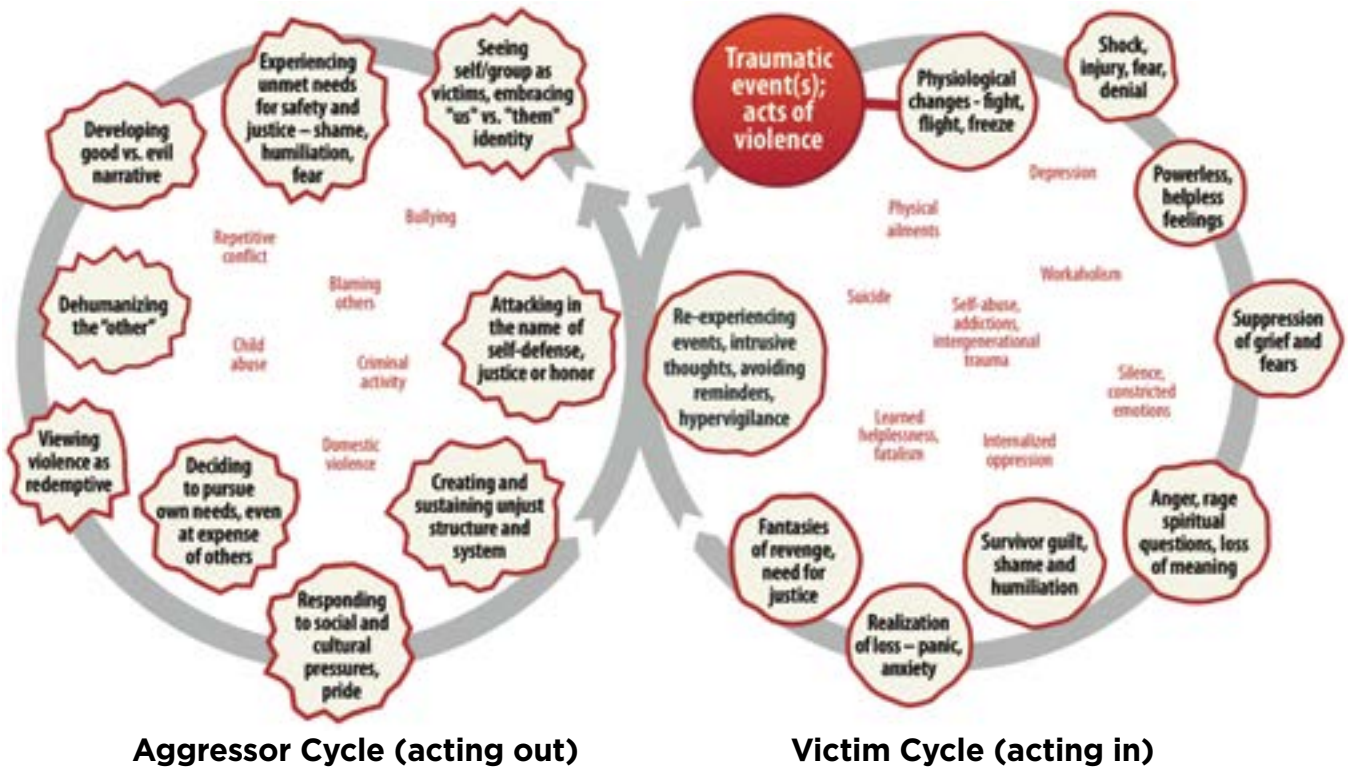 Seeing
self/group as
victims, embracing
"us" vs. "them"
identity
Experiencing
unmet needs
for safety and
justice – shame,
humiliation,
fear
Developing
good vs. evil
narrative
Dehumanizing
the "other"
Viewing
violence as
redemptive
Deciding
to pursue
own needs, even
at expense
of others
Responding
to social and
cultural
pressures,
pride
Creating and
sustaining unjust
structure and
system
Attacking in
the name of
self-defense,
justice or honor
Bullying
Repetitive
conflict
Blaming
others
Child
abuse
Criminal
activity
Domestic
violence
Aggressor Cycle (acting out)
Traumatic
event(s);
acts of
violence
Physiological
changes - fight,
flight, freeze
Shock,
injury, fear,
denial
Powerless,
helpless
feelings
Suppression
of grief and
fears
Anger, rage
spiritual
questions, loss
of meaning
Survivor guilt,
shame and
humiliation
Realization
of loss – panic,
anxiety
Fantasies
of revenge,
need for
justice
Re-experiencing
events, intrusive
thoughts, avoiding
reminders,
hypervigilance
Depression
Physical
ailments
Workaholism
Suicide
Self-abuse,
addictions,
intergenerational
trauma
Silence,
constricted
emotions
Learned
helplessness,
fatalism
Internalized
oppression
Victim Cycle (acting in)